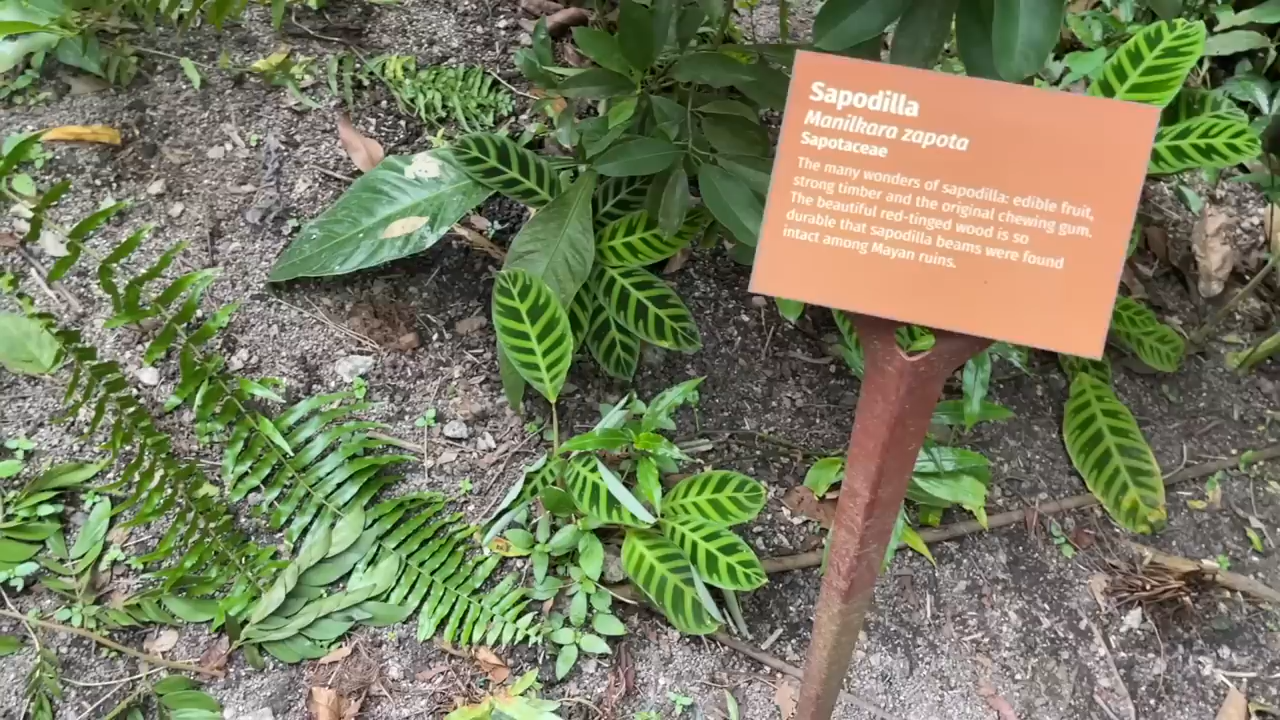 Sapodilla
Manilkara zapota
Sapotaceae
The many wonders of sapodilla: edible fruit,
strong timber and the original chewing gum.
The beautiful red-tinged wood is so
durable that sapodilla beams were found
intact among Mayan ruins.